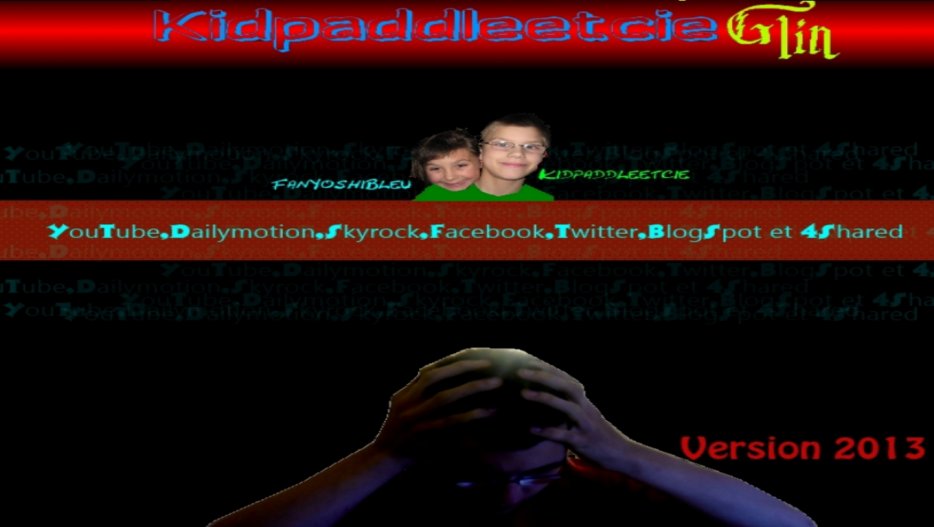 Kidpaddleetcie Glin
FanYoshiBleu
Kidpaddleetcie
YouTube,Dailymotion,Skyrock,Facebook,Twitter,BlogSpot et 4Shared
Version 2013